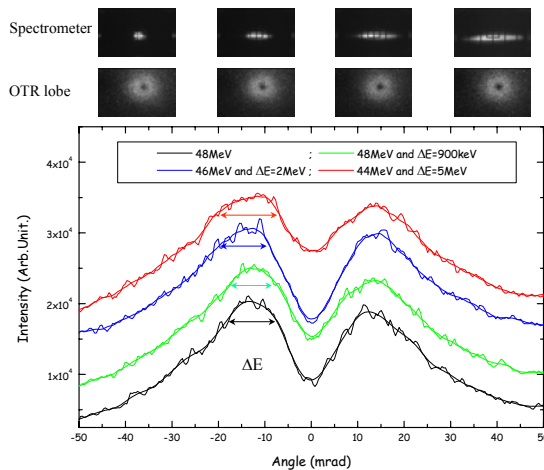 Spectrometer
OTR lobe
48MeV ; 48MeV and ΔE=900keV
46MeV and ΔE=2MeV ; 44MeV and ΔE=5MeV
4x10⁴
3x10⁴
2x10⁴
1x10⁴
Intensity (Arb.Unit.)
ΔE
-50 -40 -30 -20 -10 0 10 20 30 40 50
Angle (mrad)